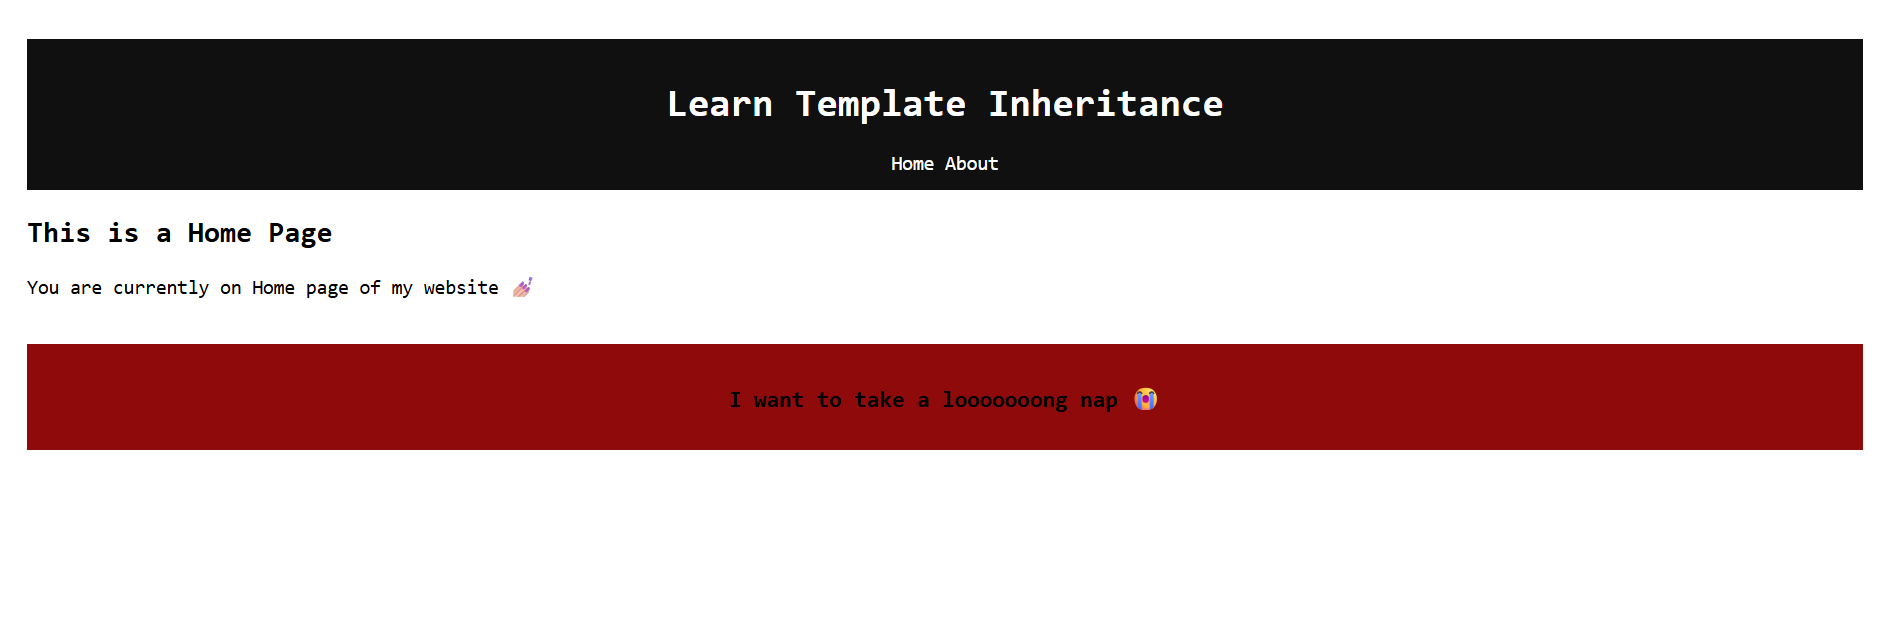 Learn Template Inheritance
Home About
This is a Home Page
You are currently on Home page of my website 💅
I want to take a looooooong nap 😭